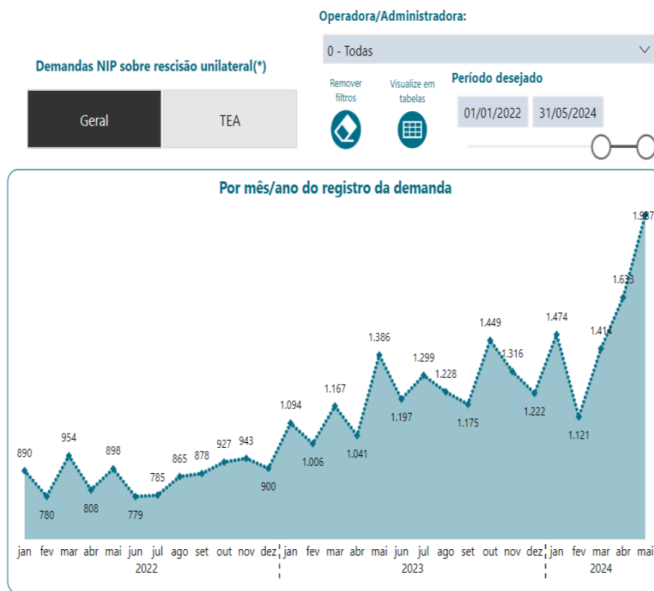 Operadora/Administradora:
0 - Todas
Demandas NIP sobre rescisão unilateral(*)
Geral
TEA
Remover
filtros
Visualize em
tabelas
Período desejado
01/01/2022
31/05/2024
Por mês/ano do registro da demanda
890
780
954
808
898
779
785
865
878
927
943
900
1.094
1.006
1.167
1.041
1.386
1.197
1.299
1.228
1.175
1.449
1.316
1.222
1.474
1.121
1.414
1.633
jan fev mar abr mai jun jul ago set out nov dez jan fev mar abr mai jun jul ago set out nov dez jan fev mar abr mai
2022 2023 2024